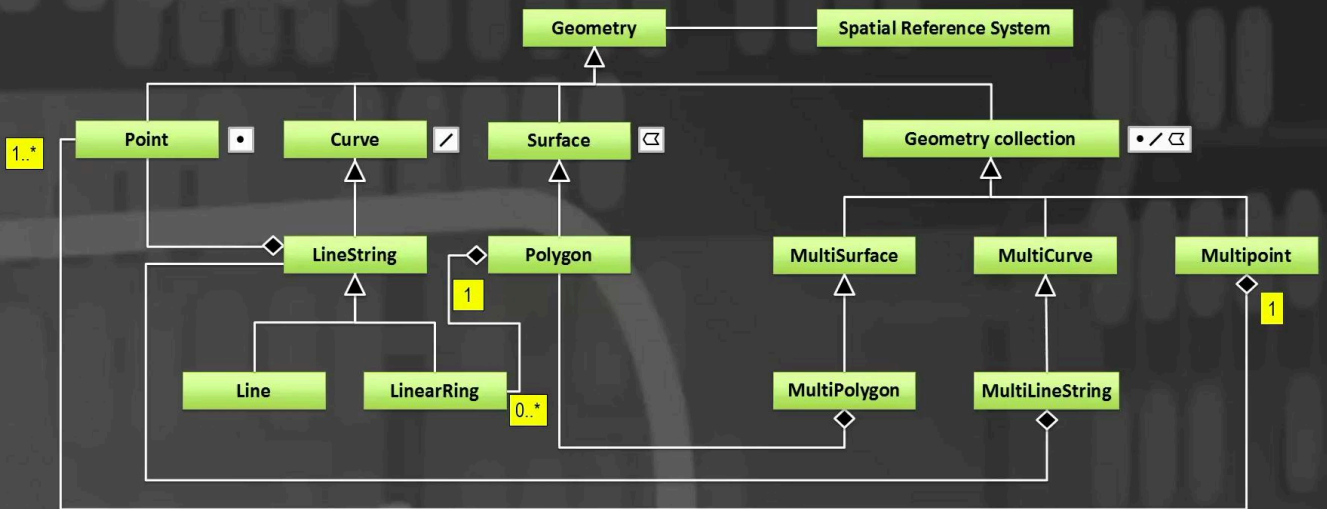 Geometry
Spatial Reference System
Point
Curve
Surface
Geometry collection
1..*
LineString
Polygon
MultiSurface
MultiCurve
Multipoint
1
1
Line
LinearRing
0..*
MultiPolygon
MultiLineString